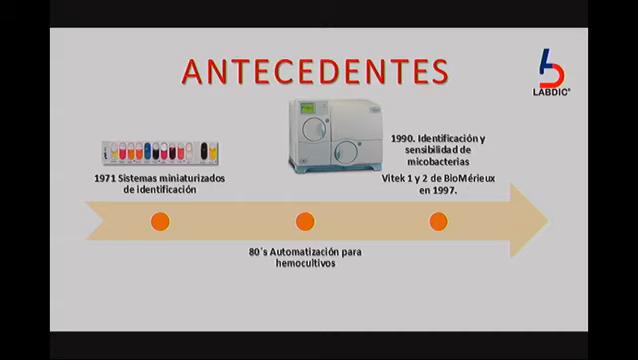 ANTECEDENTES
LABDIC®
1990. Identificación y
sensibilidad de
micobacterias
1971 Sistemas miniaturizados
de identificación
Vitek 1 y 2 de BioMérieux
en 1997.
80´s Automatización para
hemocultivos